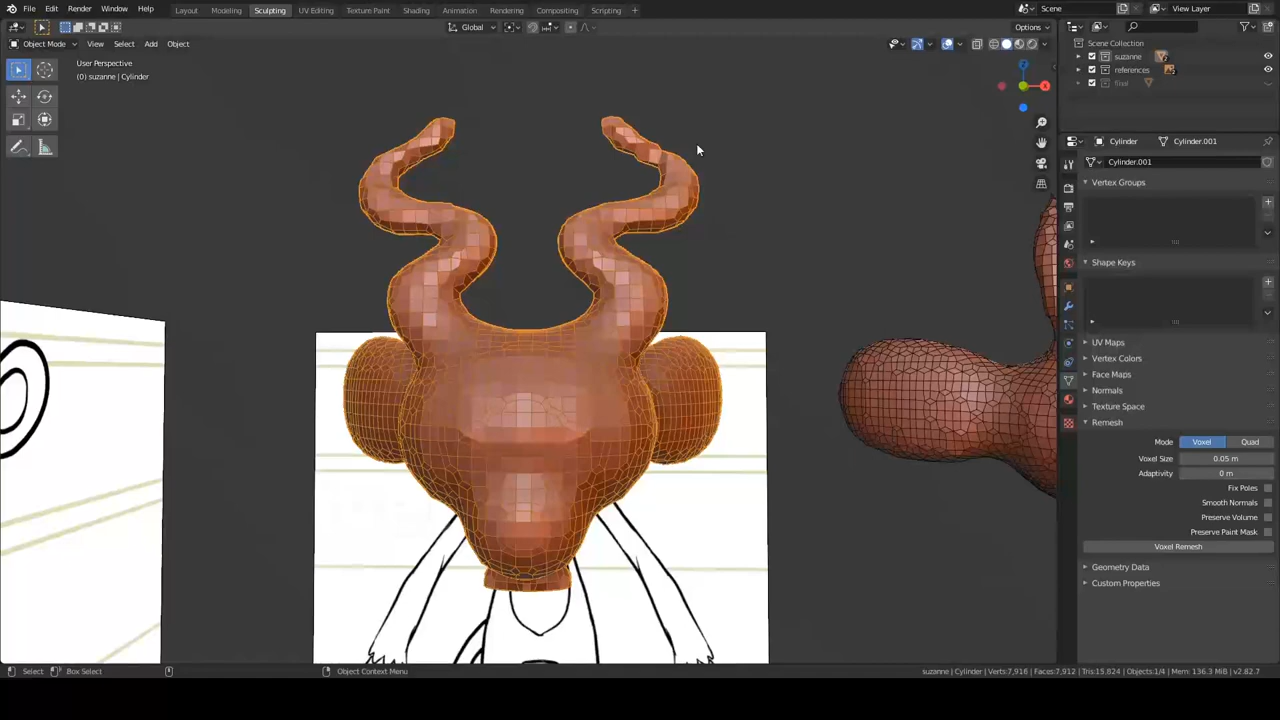 File Edit Render Window Help Layout Modeling Sculpting UV Editing Texture Paint Shading Animation Rendering Compositing Scripting + Scene View Layer
Global Options
Object Mode View Select Add Object
User Perspective
(0) suzanne | Cylinder
Scene Collection
suzanne
references
final
Cylinder Cylinder.001
Cylinder.001
Vertex Groups
Shape Keys
UV Maps
Vertex Colors
Face Maps
Normals
Texture Space
Remesh
Mode Voxel Quad
Voxel Size 0.05 m
Adaptivity 0 m
Fix Poles
Smooth Normals
Preserve Volume
Preserve Paint Mask
Voxel Remesh
Geometry Data
Custom Properties
Select Box Select Object Context Menu suzanne | Cylinder | Verts:7,916 | Faces:7,912 | Tris:15,824 | Objects:1/4 | Mem: 136.3 MiB | v2.82.7